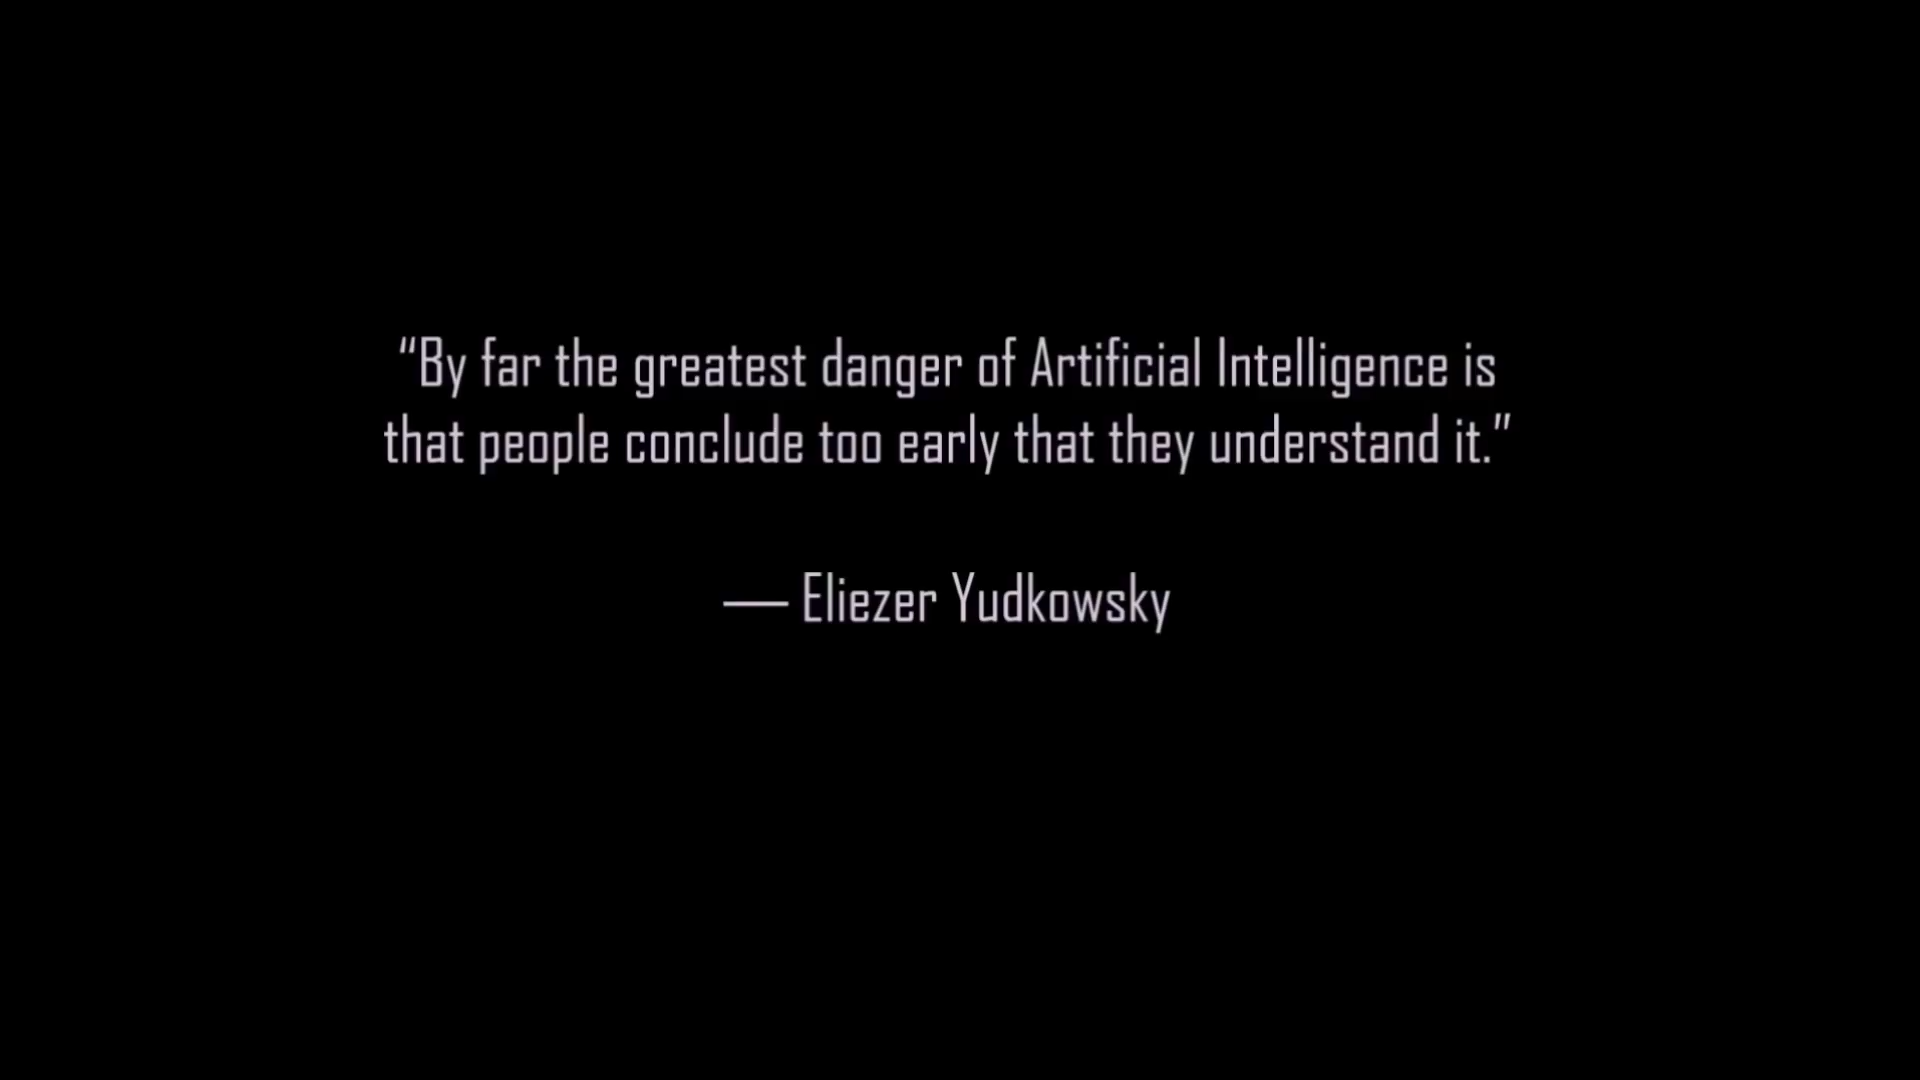 “By far the greatest danger of Artificial Intelligence is
that people conclude too early that they understand it.”
— Eliezer Yudkowsky